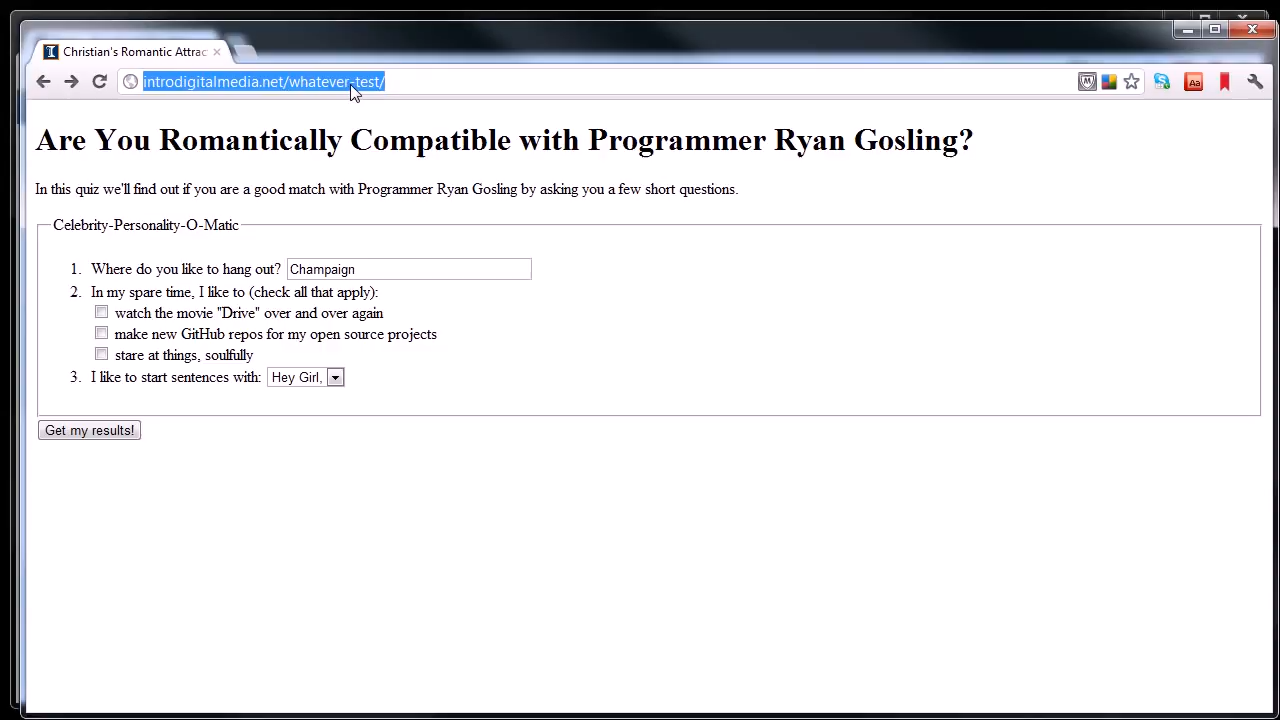 Christian's Romantic Attrac
introdigitalmedia.net/whatever-test/
Are You Romantically Compatible with Programmer Ryan Gosling?
In this quiz we'll find out if you are a good match with Programmer Ryan Gosling by asking you a few short questions.
Celebrity-Personality-O-Matic
1. Where do you like to hang out? Champaign
2. In my spare time, I like to (check all that apply):
watch the movie "Drive" over and over again
make new GitHub repos for my open source projects
stare at things, soulfully
3. I like to start sentences with: Hey Girl,
Get my results!